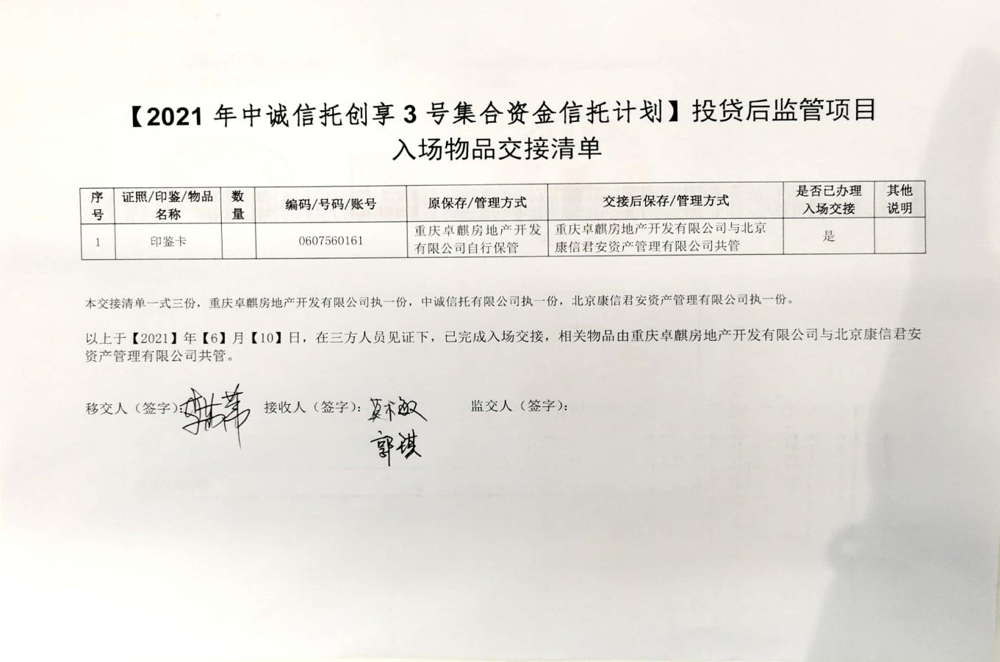 【2021 年中诚信托创享 3 号集合资金信托计划】投贷后监管项目
入场物品交接清单
序号 证照/印鉴/物品名称 数量 编码/号码/账号 原保存/管理方式 交接后保存/管理方式 是否已办理入场交接 其他说明
1 印鉴卡 0607560161 重庆卓麒房地产开发有限公司自行保管 重庆卓麒房地产开发有限公司与北京康信君安资产管理有限公司共管 是
本交接清单一式三份，重庆卓麒房地产开发有限公司执一份，中诚信托有限公司执一份，北京康信君安资产管理有限公司执一份。
以上于【2021】年【6】月【10】日，在三方人员见证下，已完成入场交接，相关物品由重庆卓麒房地产开发有限公司与北京康信君安
资产管理有限公司共管。
移交人（签字）: 接收人（签字）: 监交人（签字）:
郭琪